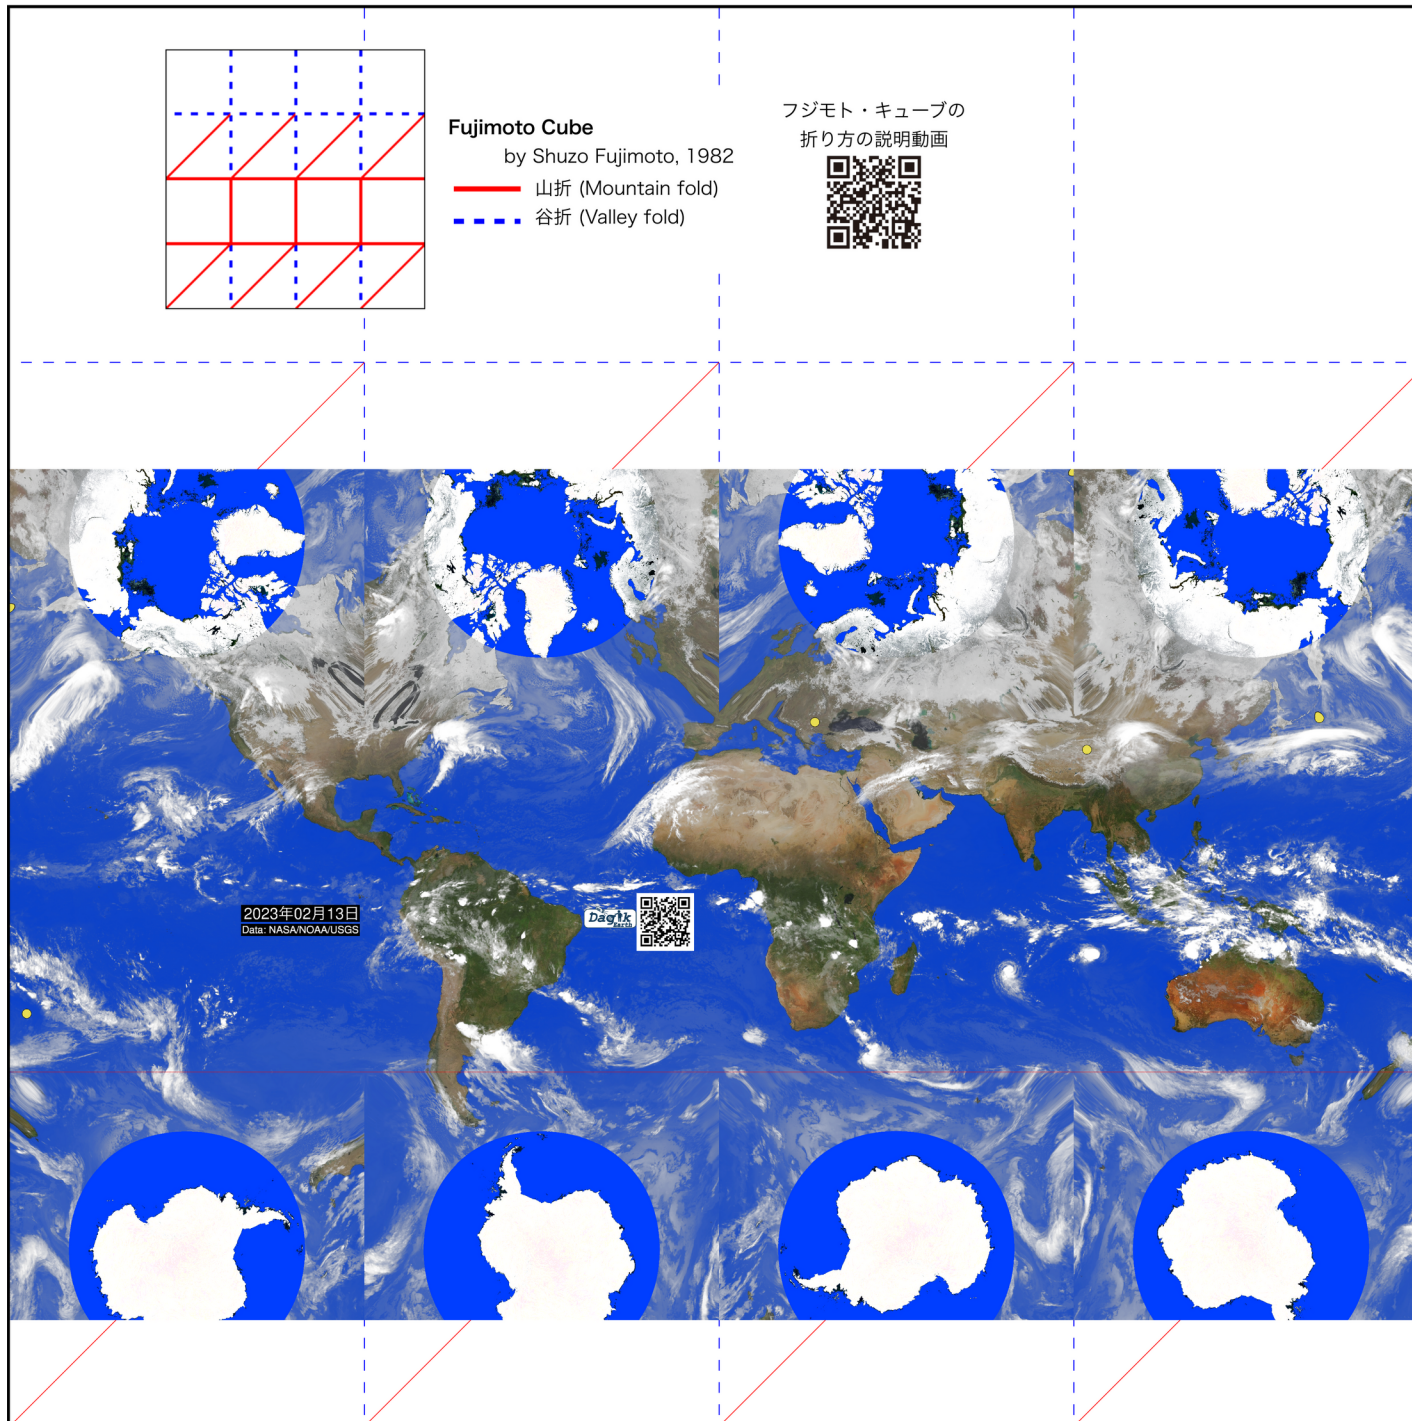 Fujimoto Cube
by Shuzo Fujimoto, 1982
山折 (Mountain fold)
谷折 (Valley fold)
フジモト・キューブの
折り方の説明動画
2023年02月13日
Data: NASA/NOAA/USGS
Dagik
Earth